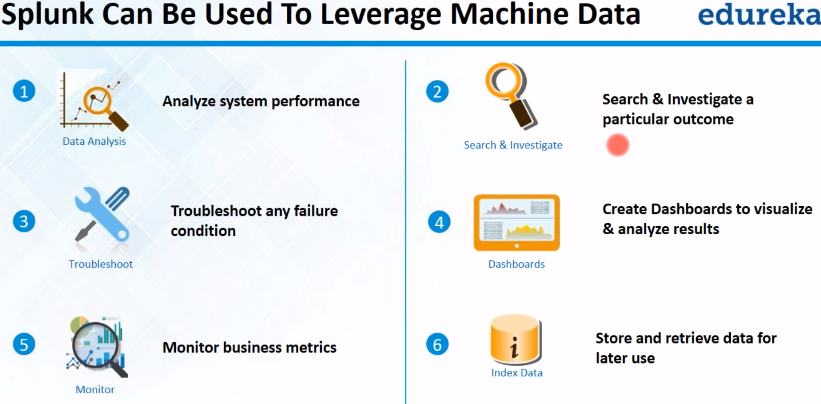 Splunk Can Be Used To Leverage Machine Data
edureka
1
Data Analysis
Analyze system performance
2
Search & Investigate
Search & Investigate a
particular outcome
3
Troubleshoot
Troubleshoot any failure
condition
4
Dashboards
Create Dashboards to visualize
& analyze results
5
Monitor
Monitor business metrics
6
i
Index Data
Store and retrieve data for
later use